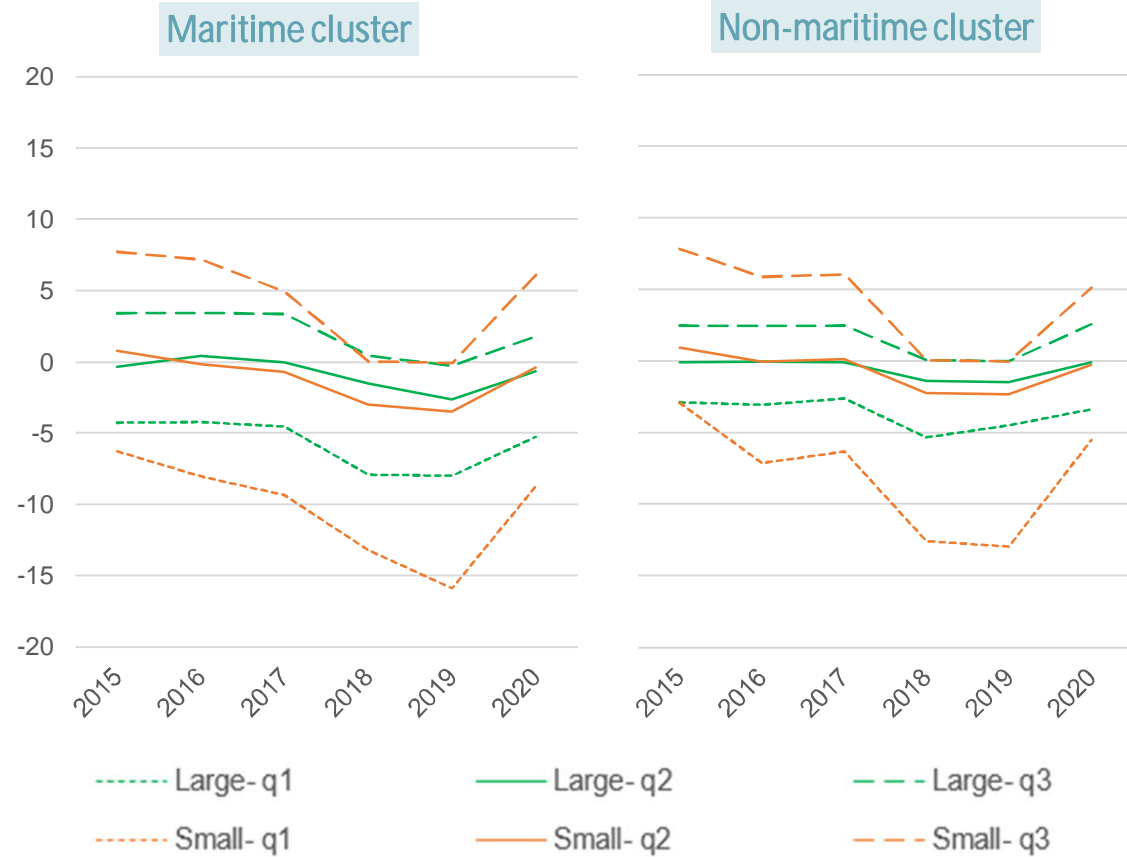 Maritime cluster
Non-maritime cluster
20
15
10
5
0
-5
-10
-15
-20
2015 2016 2017 2018 2019 2020
2015 2016 2017 2018 2019 2020
Large- q1 Large- q2 Large- q3
Small- q1 Small- q2 Small- q3